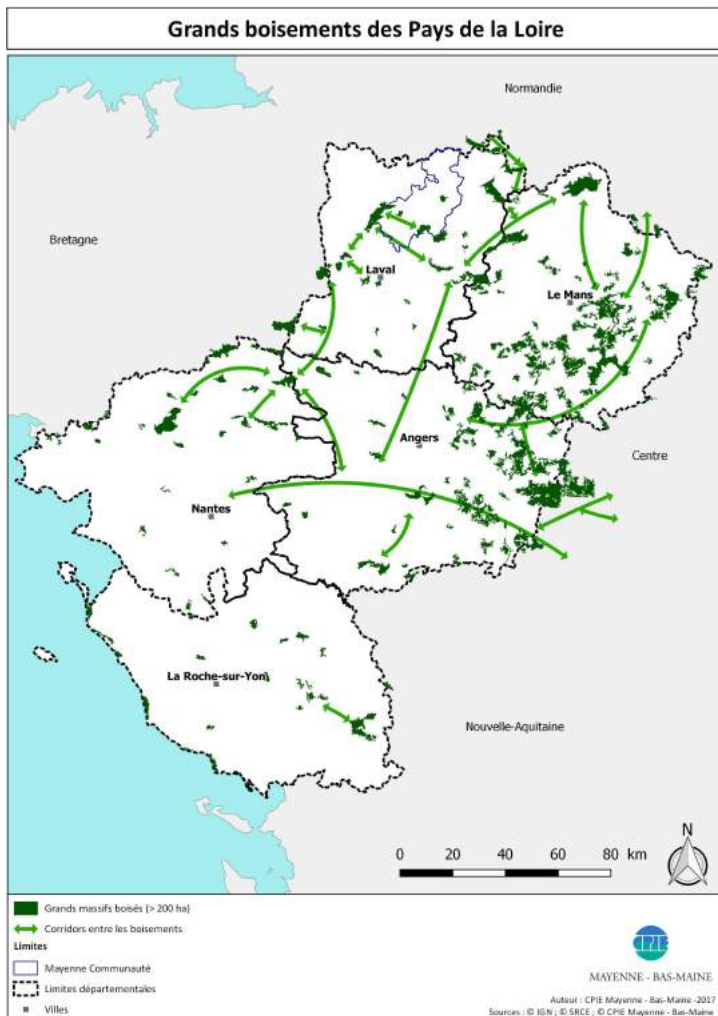 Grands boisements des Pays de la Loire
Normandie
Bretagne
Laval
Le Mans
Angers
Centre
Nantes
La Roche-sur-Yon
Nouvelle-Aquitaine
N
0 20 40 60 80 km
Grands massifs boisés (> 200 ha)
Corridors entre les boisements
Limites
Mayenne Communauté
Limites départementales
Villes
CPIE
MAYENNE - BAS-MAINE
Auteur : CPIE Mayenne - Bas-Maine -2017
Sources : © IGN ; © SRCE ; © CPIE Mayenne - Bas-Maine